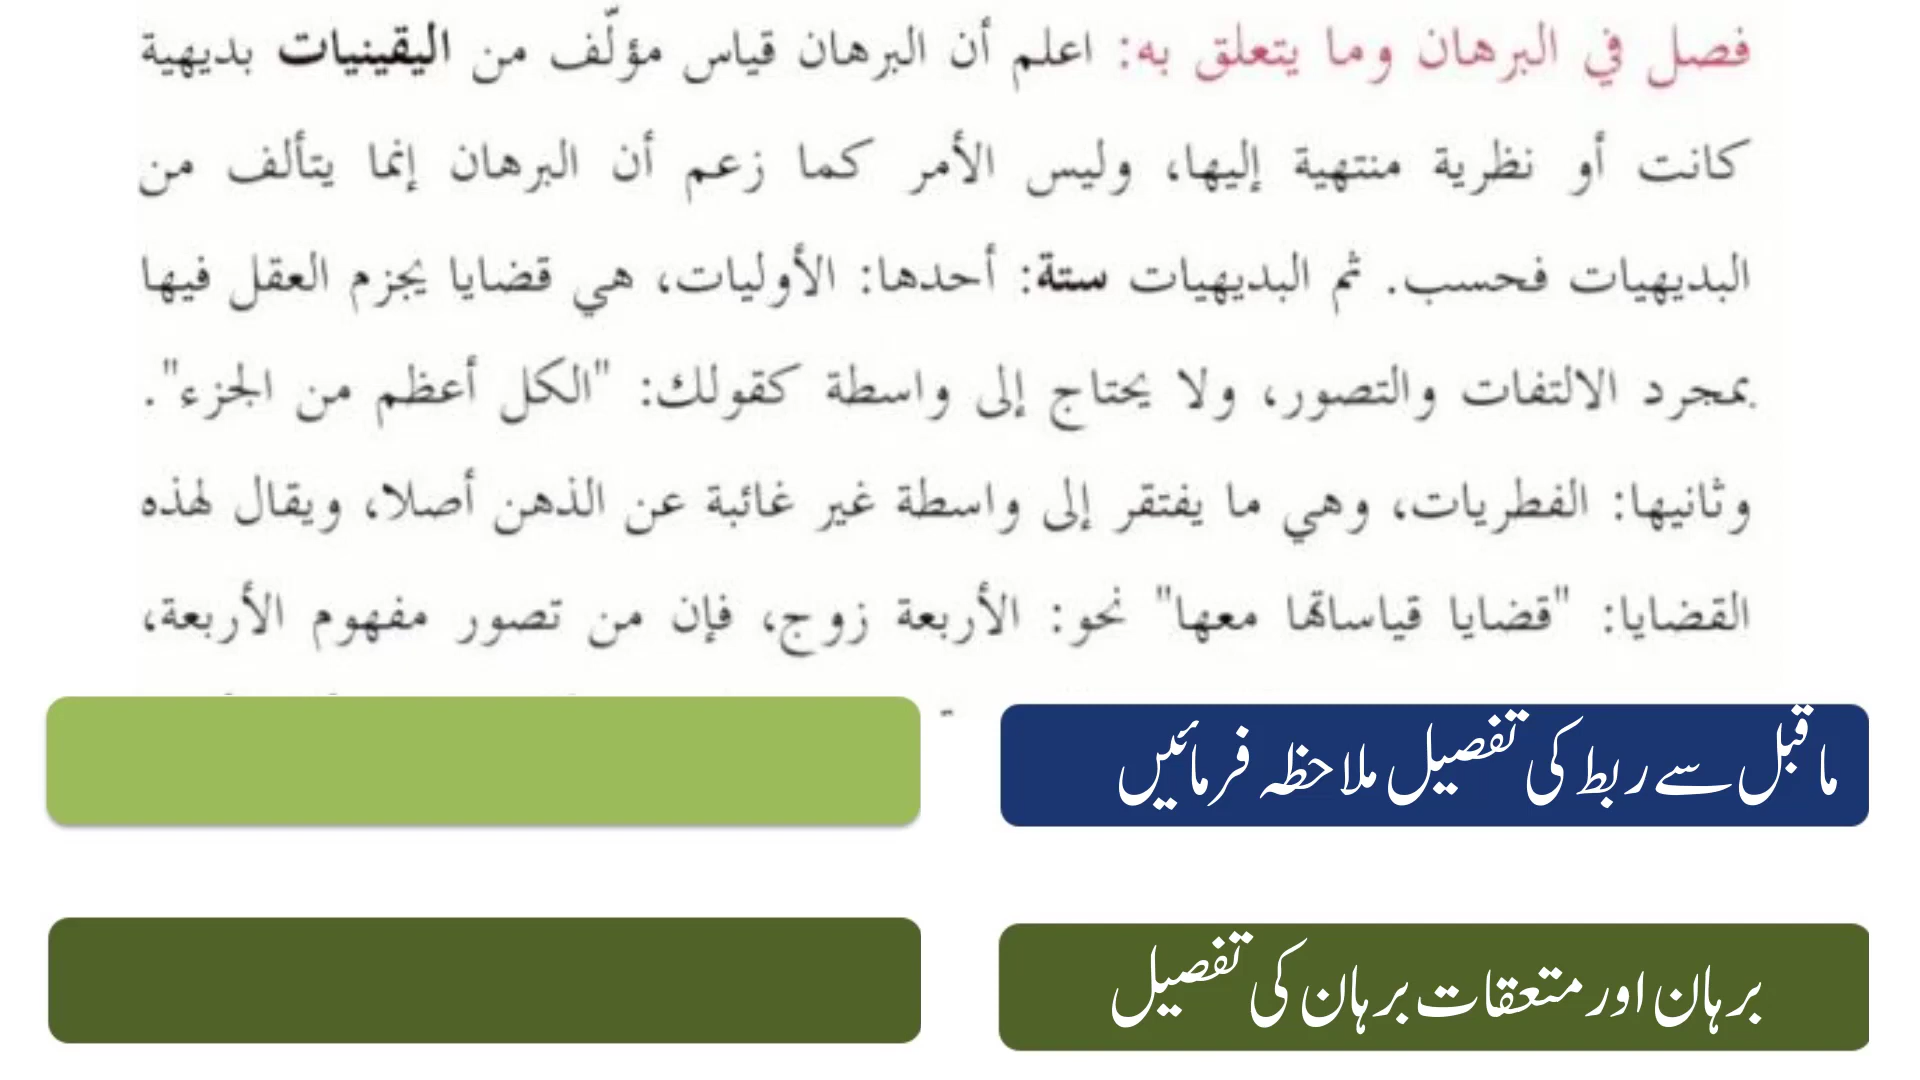 فصل في البرهان وما يتعلق به: اعلم أن البرهان قياس مؤلّف من اليقينيات بديهية
كانت أو نظرية منتهية إليها، وليس الأمر كما زعم أن البرهان إنما يتألف من
البديهيات فحسب. ثم البديهيات ستة: أحدها: الأوليات، هي قضايا يجزم العقل فيها
بمجرد الالتفات والتصور، ولا يحتاج إلى واسطة كقولك: "الكل أعظم من الجزء".
وثانيها: الفطريات، وهي ما يفتقر إلى واسطة غير غائبة عن الذهن أصلا، ويقال لهذه
القضايا: "قضايا قياساتها معها" نحو: الأربعة زوج، فإن من تصور مفهوم الأربعة،
ما قبل سے ربط کی تفصیل ملاحظہ فرمائیں
برہان اور متعقات برہان کی تفصیل